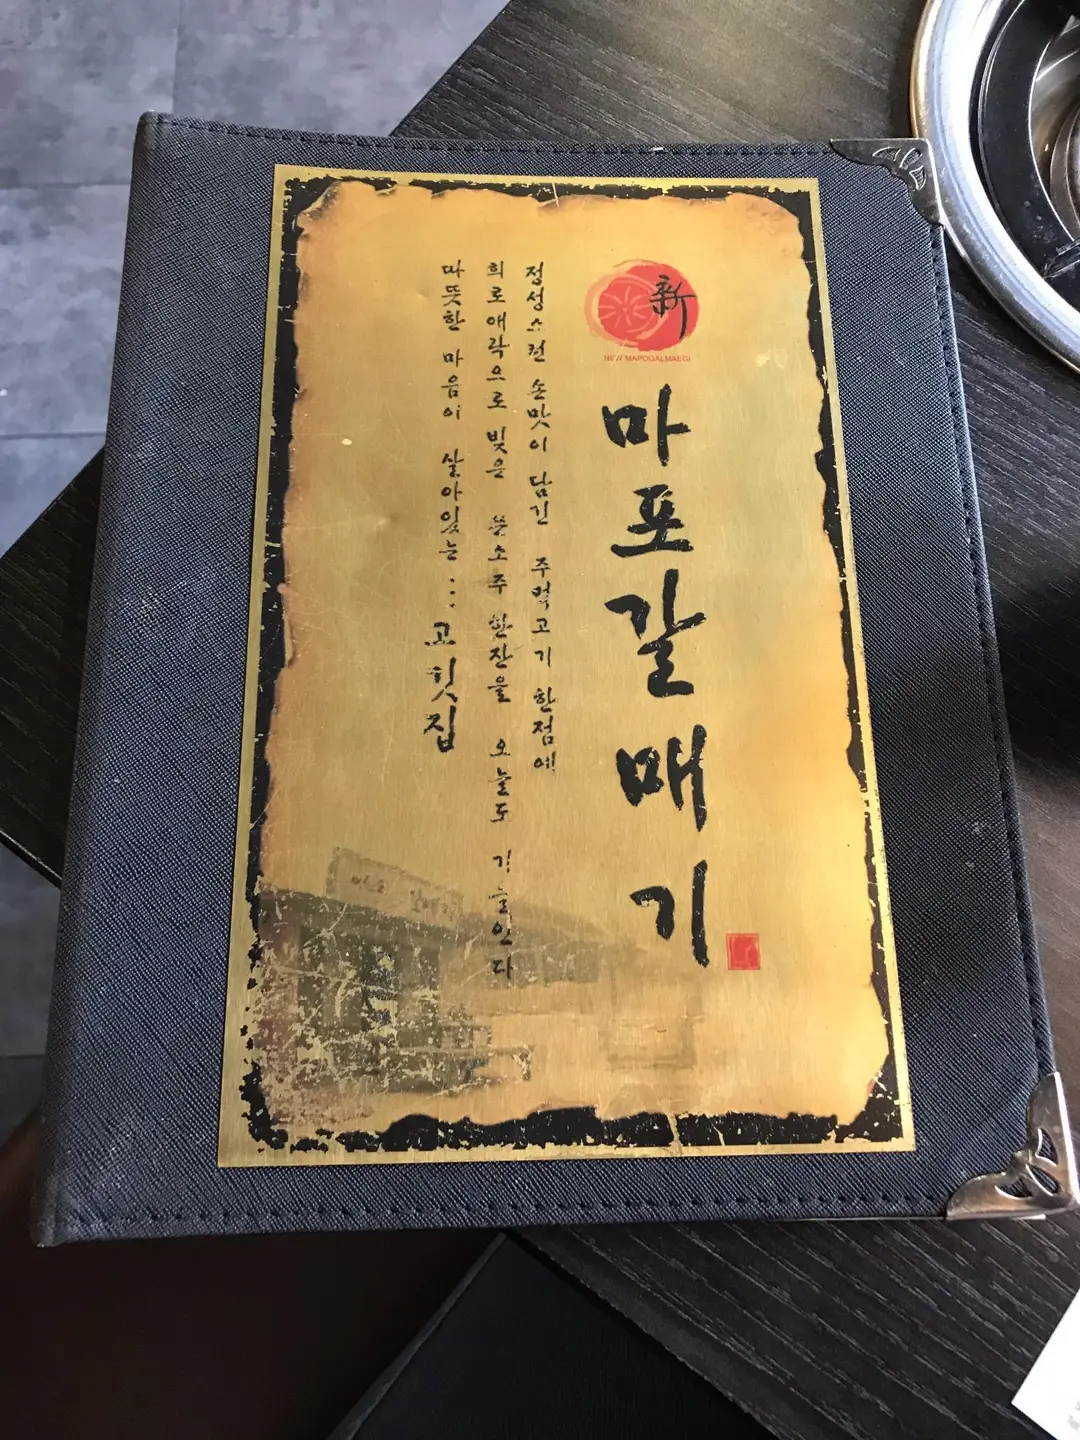 新
NEW MAPOGALMAEGI
마포갈매기
정성스런 손맛이 담긴 주먹고기 한점에
희로애락으로 빚은 쓴소주 한잔을 오늘도 기울인다
따뜻한 마음이 살아있는... 고깃집